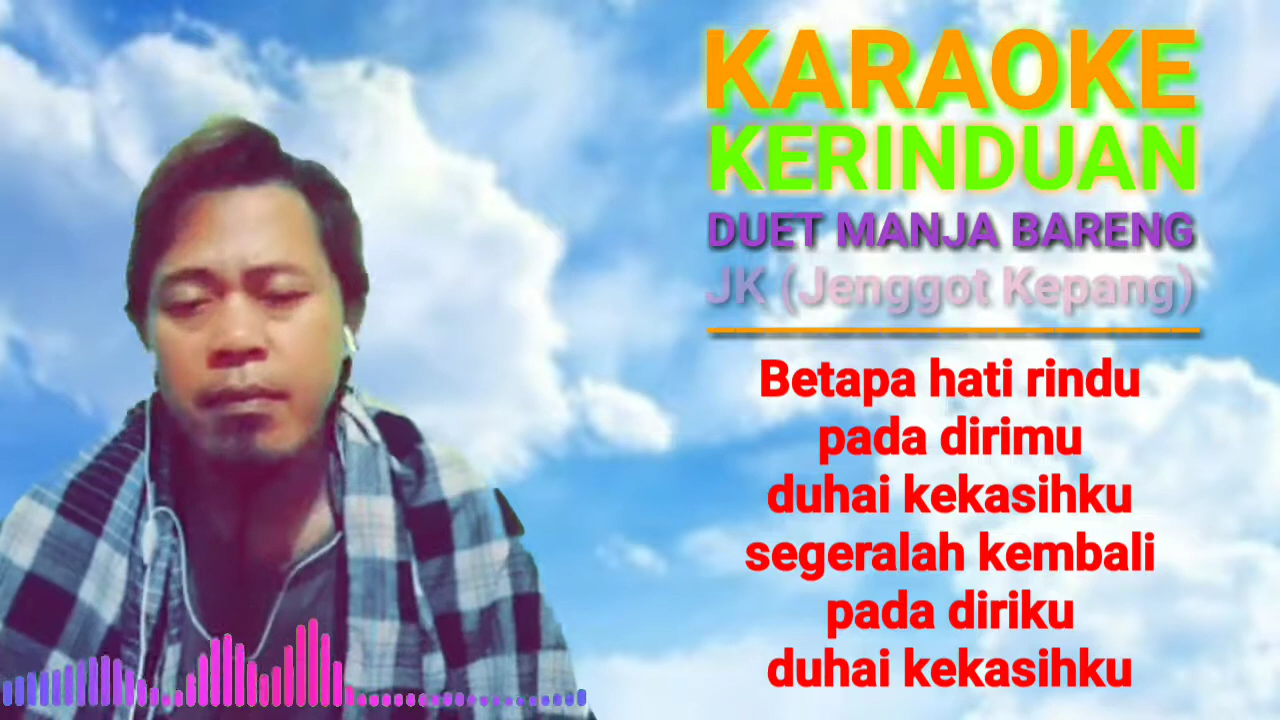 KARAOKE
KERINDUAN
DUET MANJA BARENG
JK (Jenggot Kepang)
Betapa hati rindu
pada dirimu
duhai kekasihku
segeralah kembali
pada diriku
duhai kekasihku